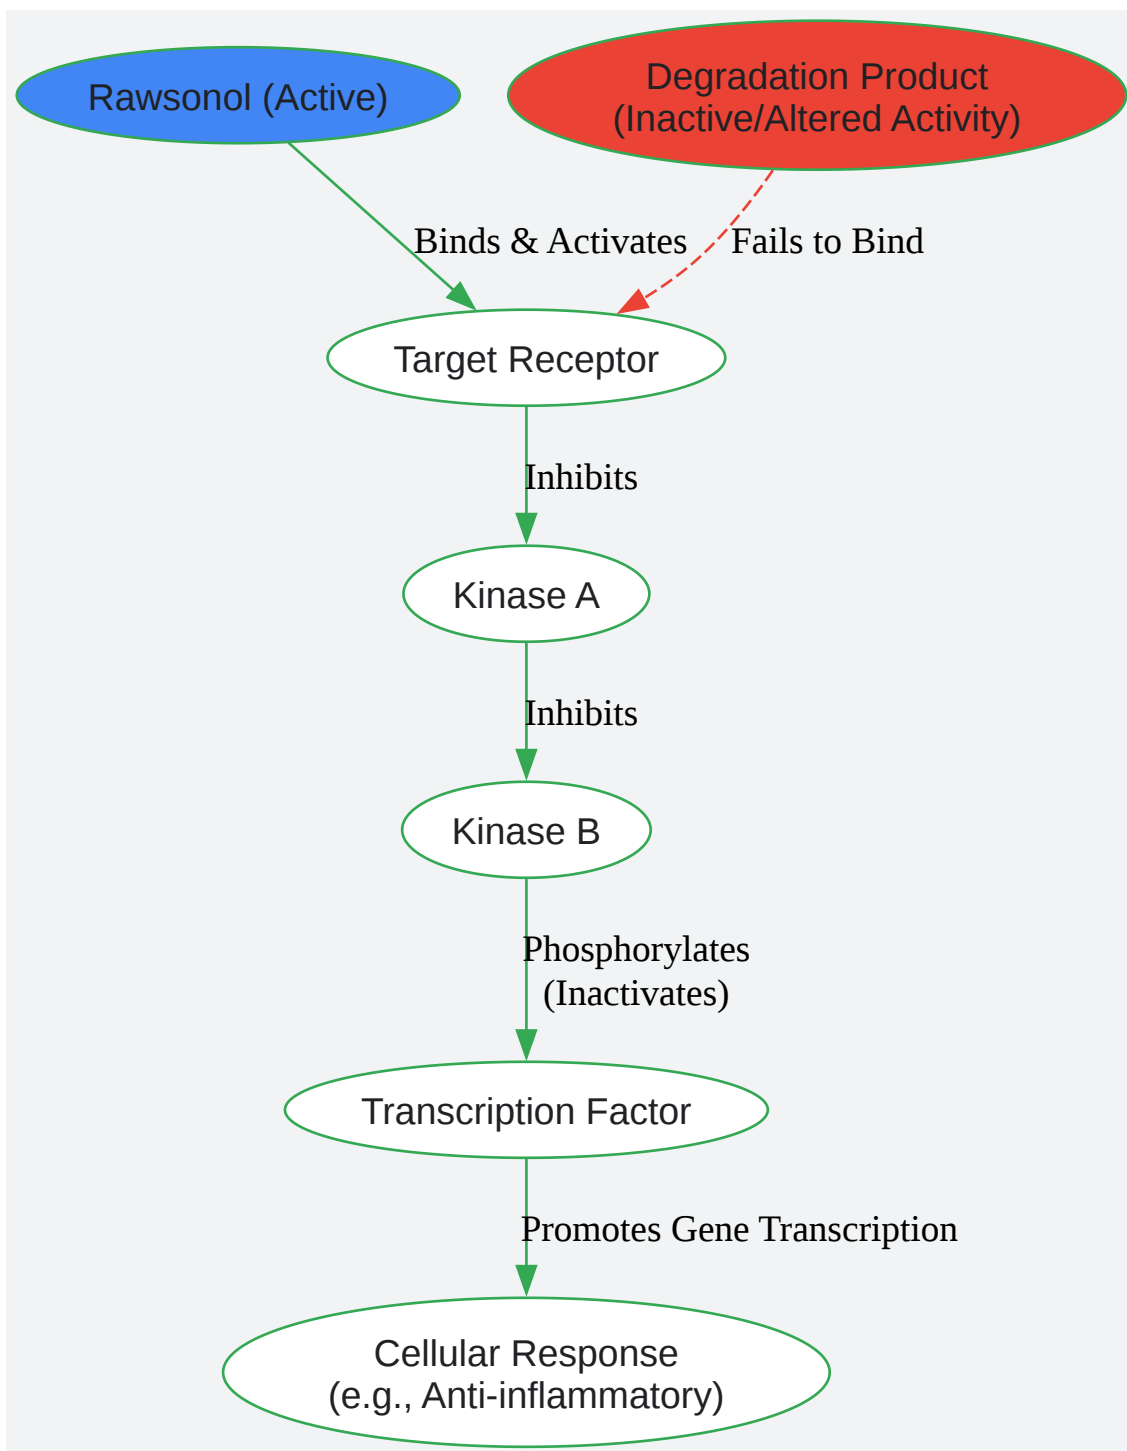 Rawsonol (Active)
Degradation Product
(Inactive/Altered Activity)
Binds & Activates
Fails to Bind
Target Receptor
Inhibits
Kinase A
Inhibits
Kinase B
Phosphorylates
(Inactivates)
Transcription Factor
Promotes Gene Transcription
Cellular Response
(e.g., Anti-inflammatory)